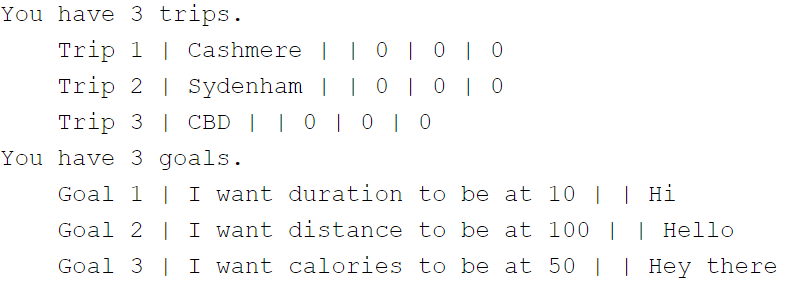 You have 3 trips.
    Trip 1 | Cashmere | | 0 | 0 | 0
    Trip 2 | Sydenham | | 0 | 0 | 0
    Trip 3 | CBD | | 0 | 0 | 0
You have 3 goals.
    Goal 1 | I want duration to be at 10 | | Hi
    Goal 2 | I want distance to be at 100 | | Hello
    Goal 3 | I want calories to be at 50 | | Hey there